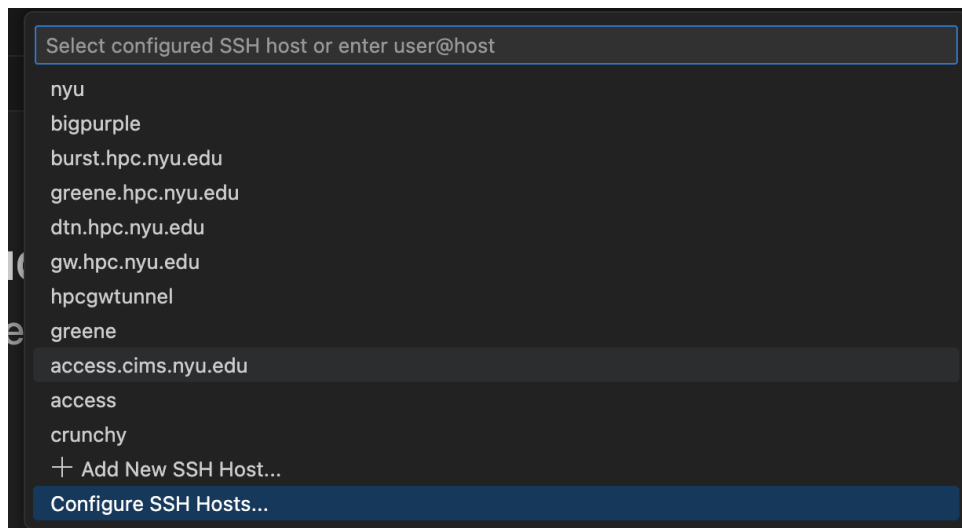 Select configured SSH host or enter user@host
nyu
bigpurple
burst.hpc.nyu.edu
greene.hpc.nyu.edu
dtn.hpc.nyu.edu
gw.hpc.nyu.edu
hpcgwtunnel
greene
access.cims.nyu.edu
access
crunchy
+ Add New SSH Host...
Configure SSH Hosts...